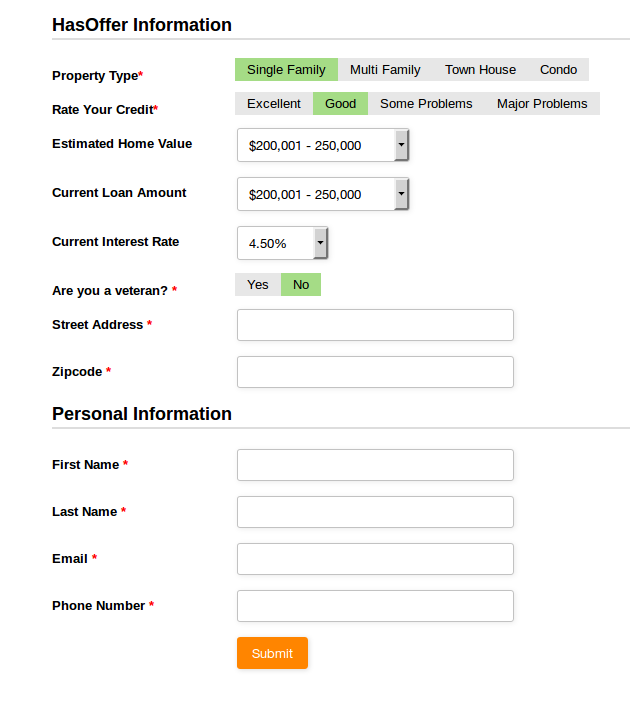 HasOffer Information
Property Type* Single Family Multi Family Town House Condo
Rate Your Credit* Excellent Good Some Problems Major Problems
Estimated Home Value $200,001 - 250,000
Current Loan Amount $200,001 - 250,000
Current Interest Rate 4.50%
Are you a veteran? * Yes No
Street Address *
Zipcode *
Personal Information
First Name *
Last Name *
Email *
Phone Number *
Submit